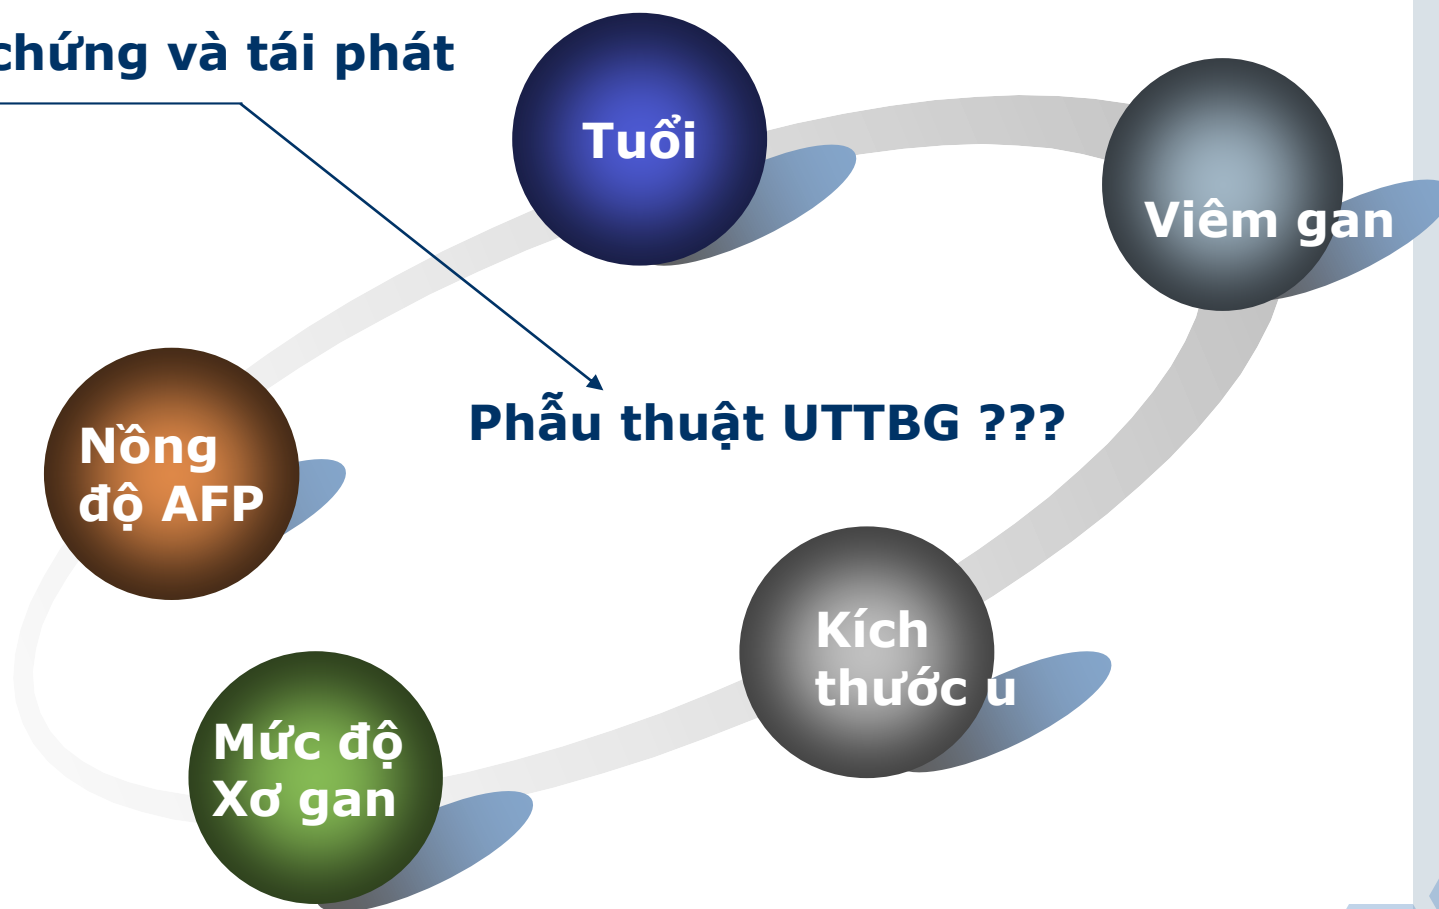 chứng và tái phát
Tuổi
Viêm gan
Phẫu thuật UTTBG ???
Nồng
độ AFP
Kích
thước u
Mức độ
Xơ gan